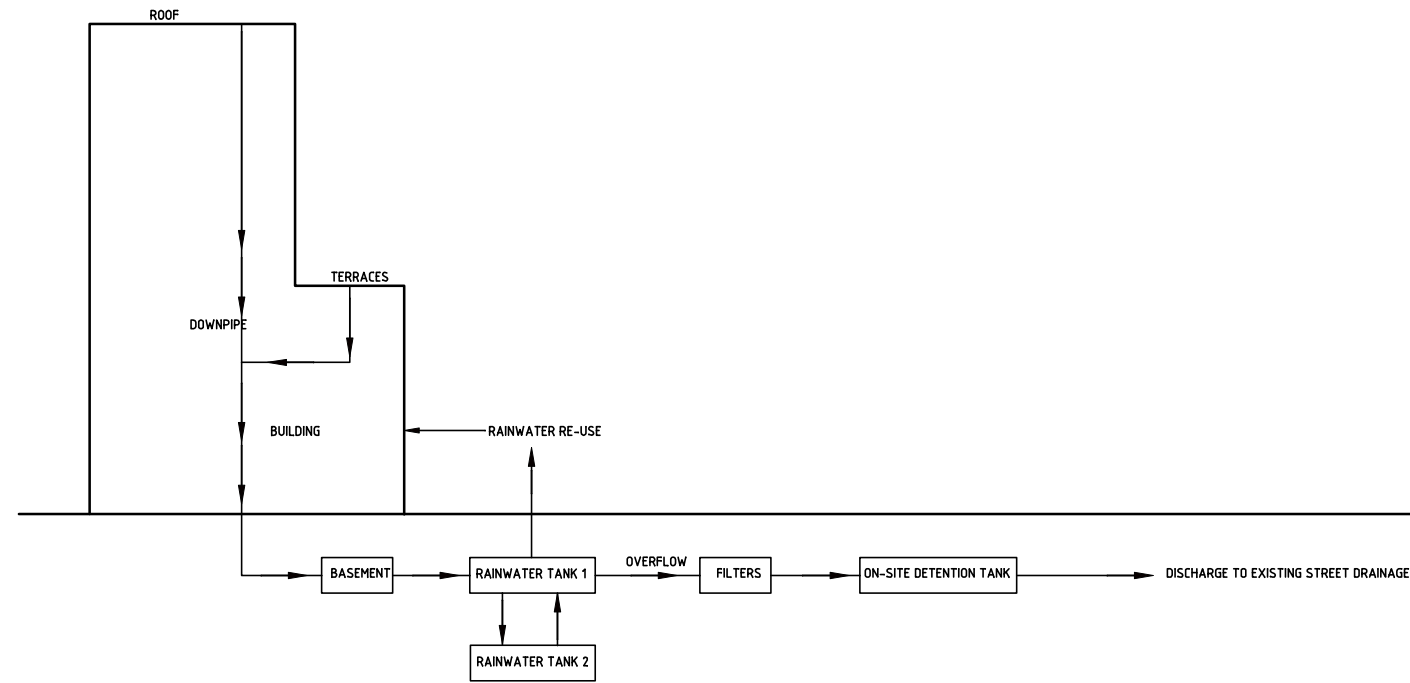 ROOF
TERRACES
DOWNPIPE
BUILDING
RAINWATER RE-USE
OVERFLOW
BASEMENT
RAINWATER TANK 1
FILTERS
ON-SITE DETENTION TANK
DISCHARGE TO EXISTING STREET DRAINAGE
RAINWATER TANK 2